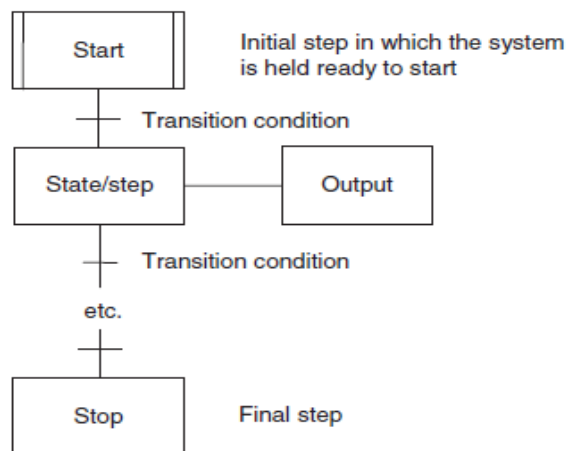 Start
Initial step in which the system
is held ready to start
Transition condition
State/step
Output
Transition condition
etc.
Stop
Final step